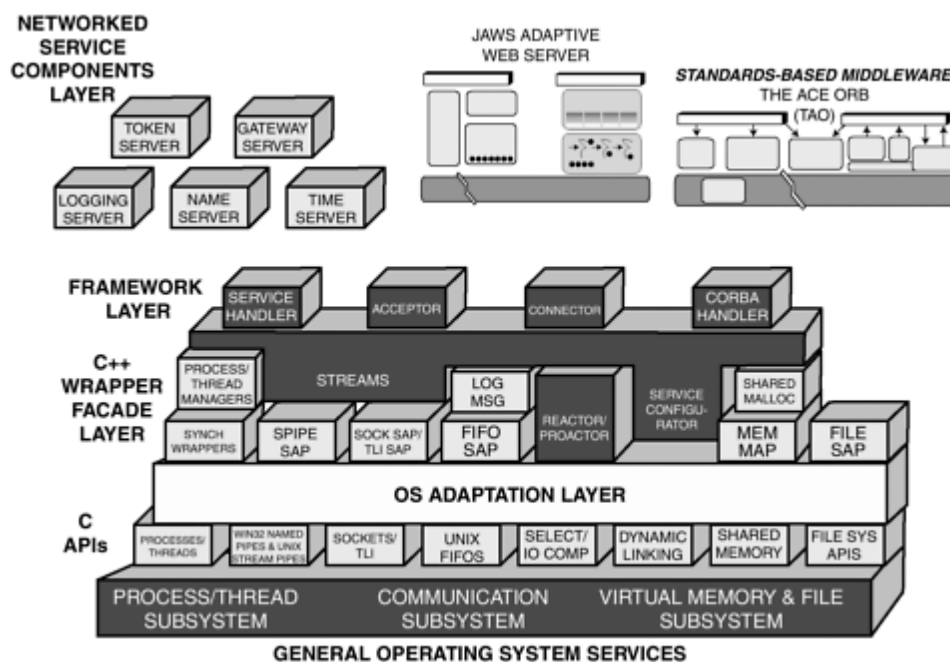 NETWORKED
SERVICE
COMPONENTS
LAYER
TOKEN
SERVER
GATEWAY
SERVER
LOGGING
SERVER
NAME
SERVER
TIME
SERVER
JAWS ADAPTIVE
WEB SERVER
STANDARDS-BASED MIDDLEWARE
THE ACE ORB
(TAO)
FRAMEWORK
LAYER
SERVICE
HANDLER
ACCEPTOR
CONNECTOR
CORBA
HANDLER
C++
WRAPPER
FACADE
LAYER
PROCESS/
THREAD
MANAGERS
STREAMS
LOG
MSG
REACTOR/
PROACTOR
SERVICE
CONFIGU-
RATOR
SHARED
MALLOC
SYNCH
WRAPPERS
SPIPE
SAP
SOCK SAP/
TLI SAP
FIFO
SAP
MEM
MAP
FILE
SAP
OS ADAPTATION LAYER
C
APIs
PROCESSES/
THREADS
WIN32 NAMED
PIPES & UNIX
STREAM PIPES
SOCKETS/
TLI
UNIX
FIFOS
SELECT/
IO COMP
DYNAMIC
LINKING
SHARED
MEMORY
FILE SYS
APIS
PROCESS/THREAD
SUBSYSTEM
COMMUNICATION
SUBSYSTEM
VIRTUAL MEMORY & FILE
SUBSYSTEM
GENERAL OPERATING SYSTEM SERVICES